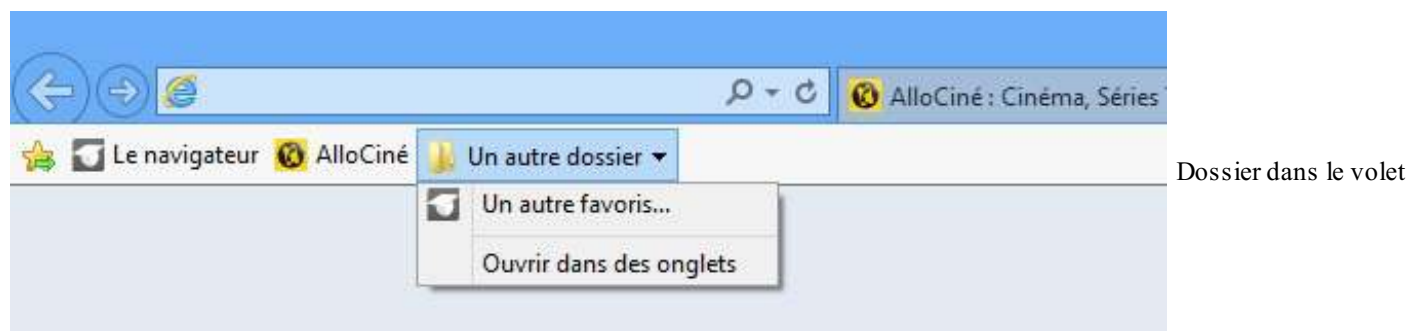 AlloCiné : Cinéma, Séries
Le navigateur AlloCiné Un autre dossier
Dossier dans le volet
Un autre favoris...
Ouvrir dans des onglets